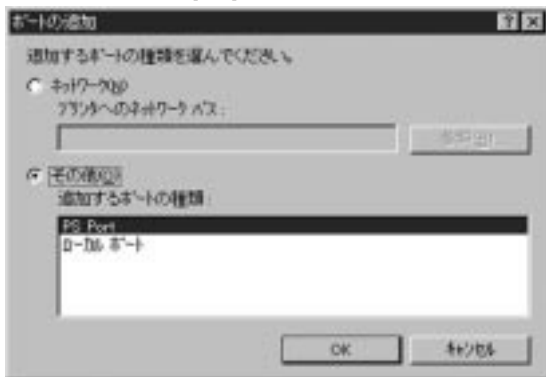 ポートの追加
追加するポートの種類を選んでください。
ネットワーク(N)
プリンタへのネットワーク パス:
参照(B)
その他(O)
追加するポートの種類:
PS Port
ローカル ポート
OK キャンセル